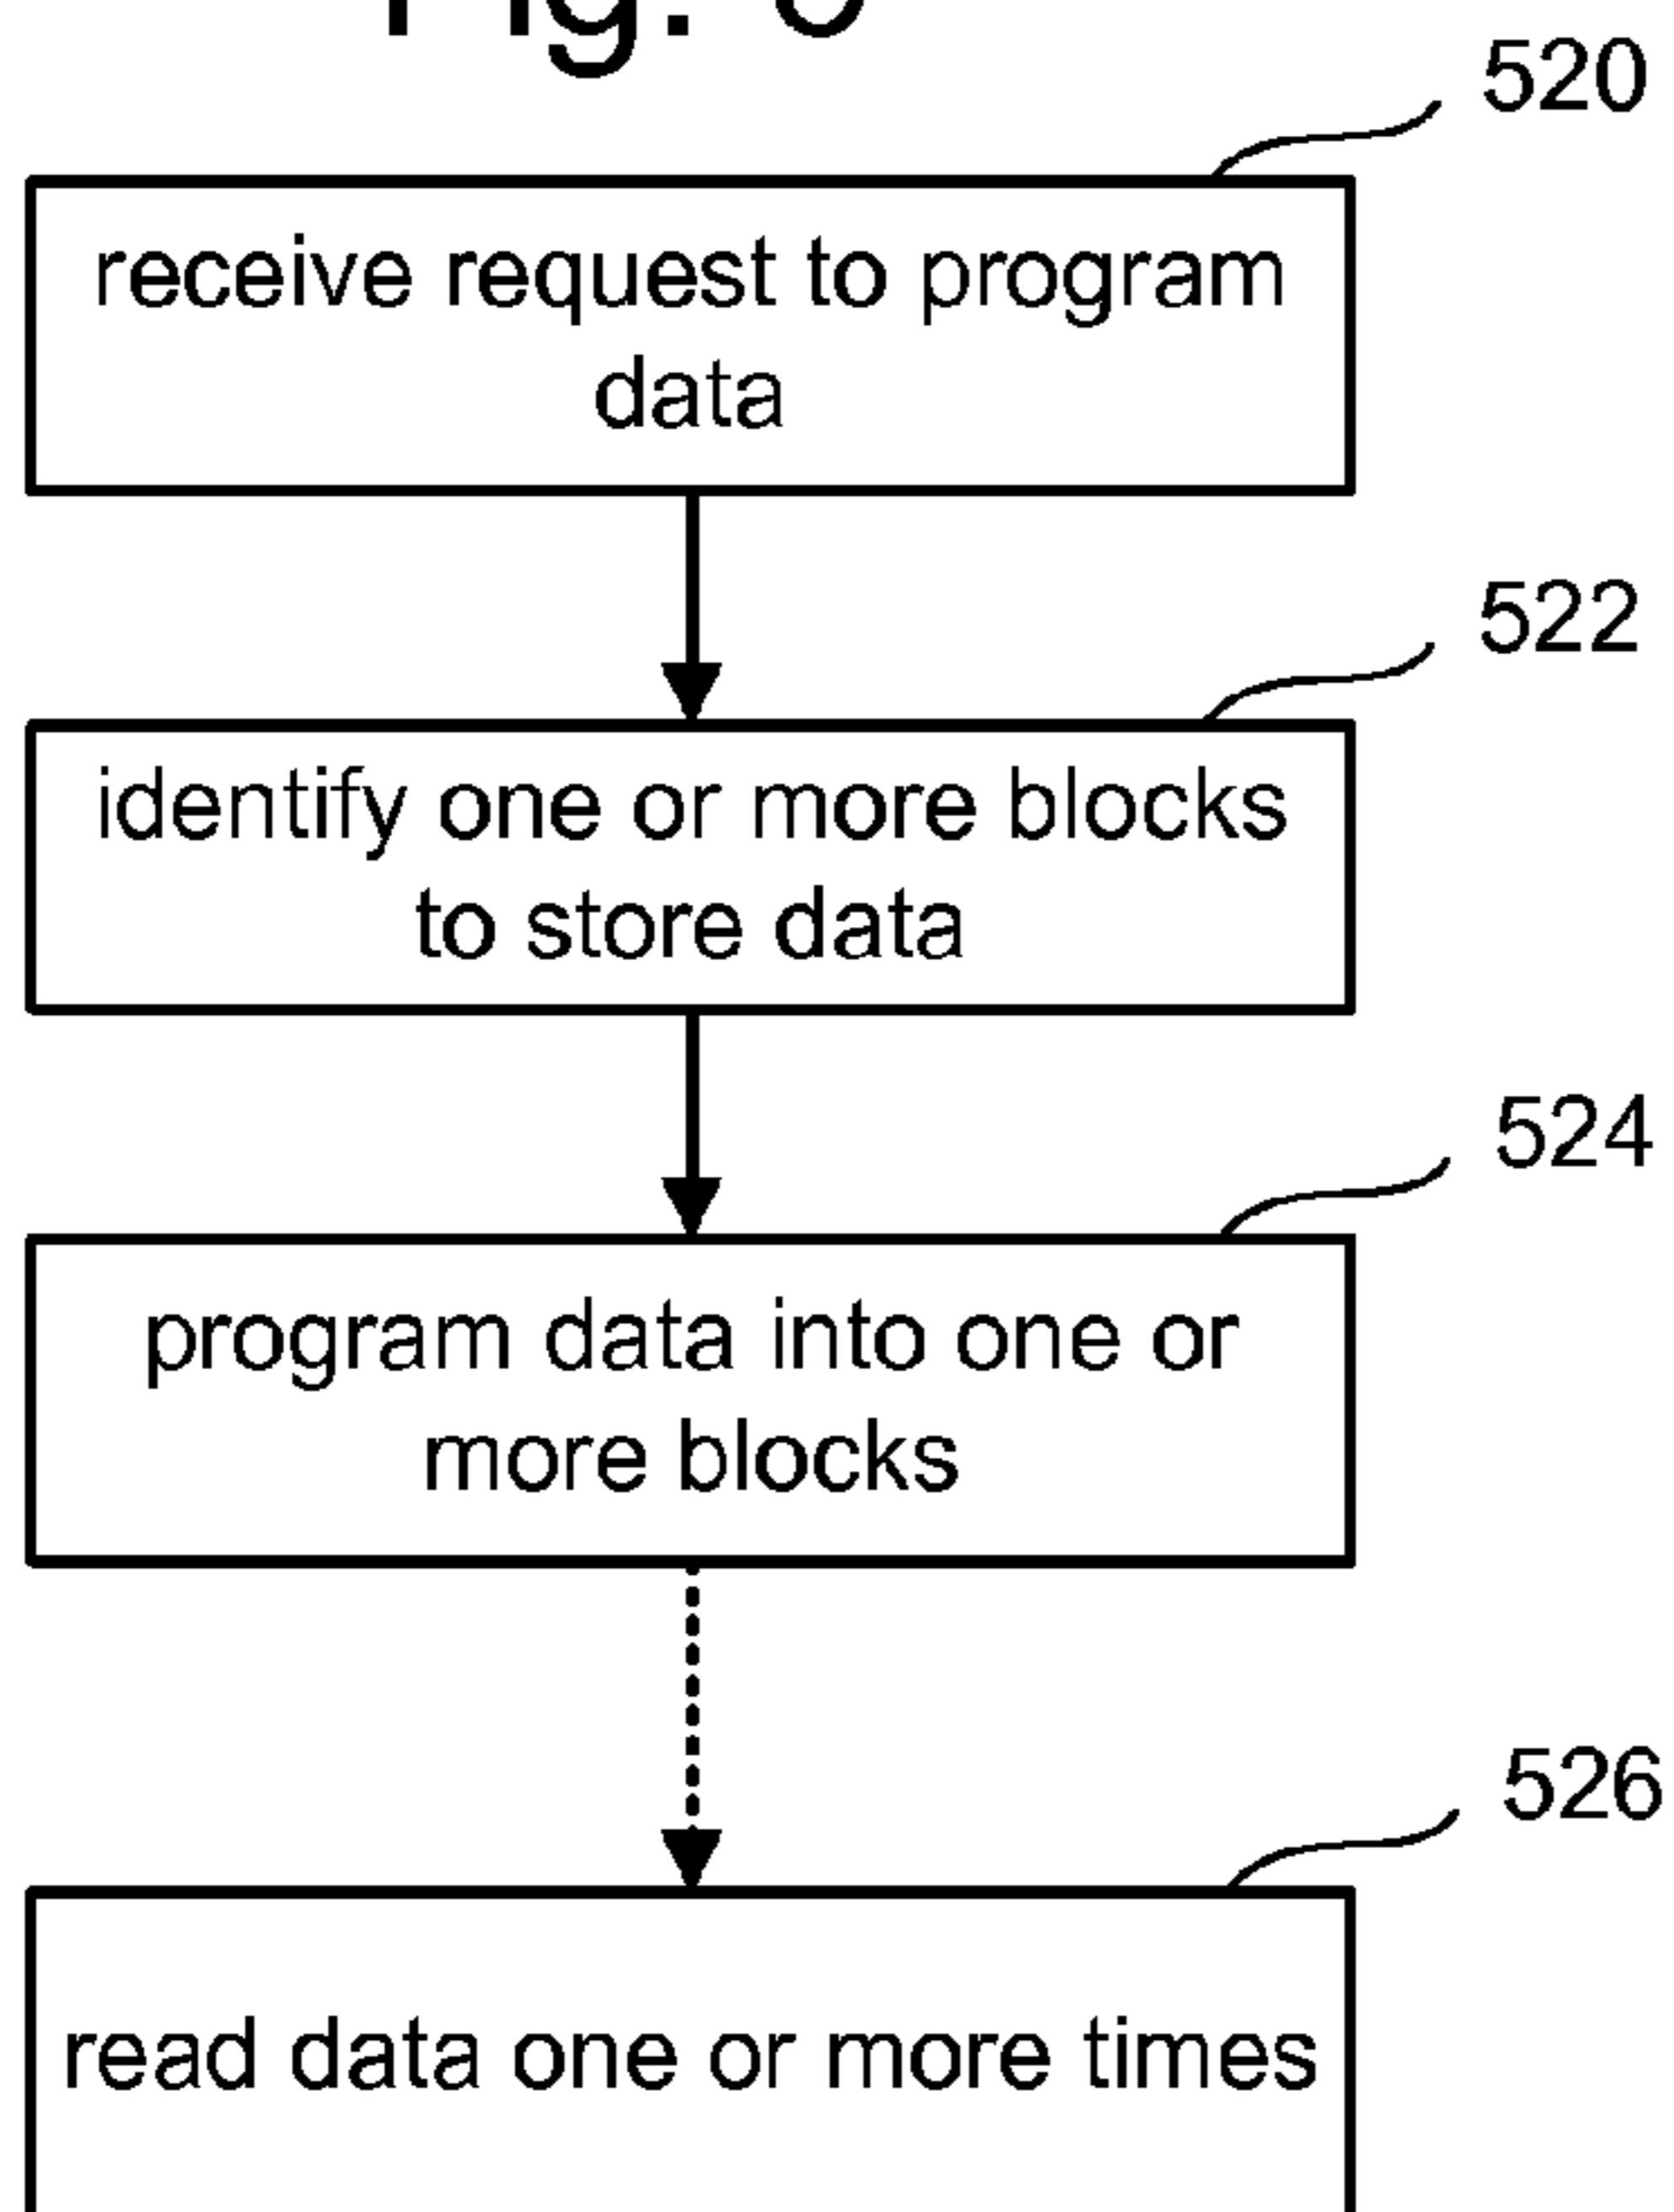 520
receive request to program
data
522
identify one or more blocks
to store data
524
program data into one or
more blocks
526
read data one or more times